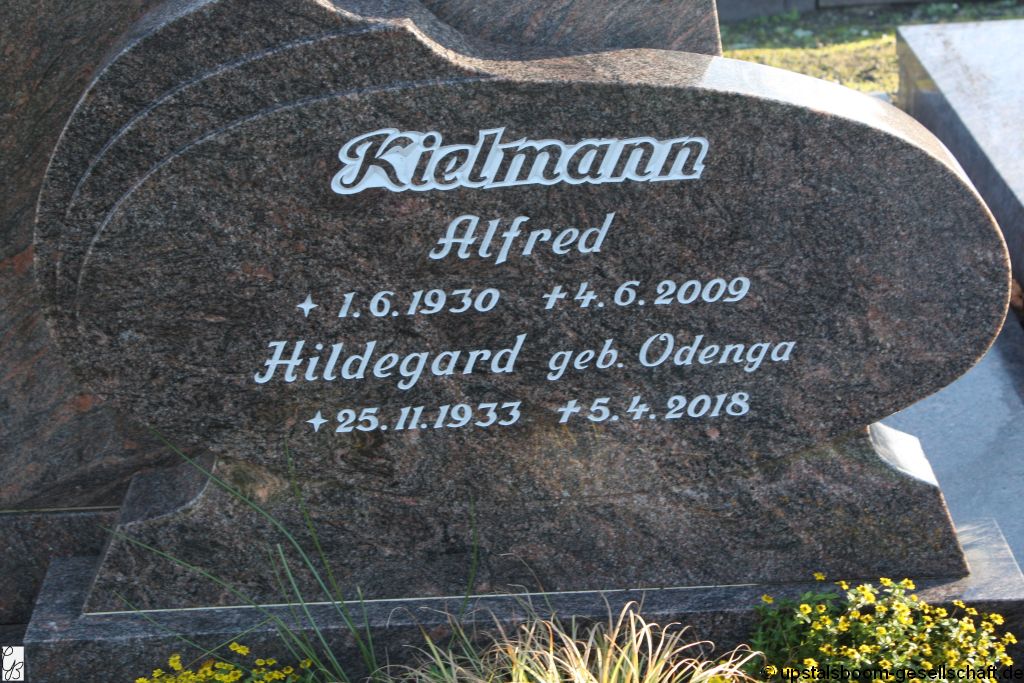 Kielmann
Alfred
✦ 1.6.1930 ✝ 4.6.2009
Hildegard geb. Odenga
✦ 25.11.1933 ✝ 5.4.2018
© upstalsboom-gesellschaft.de